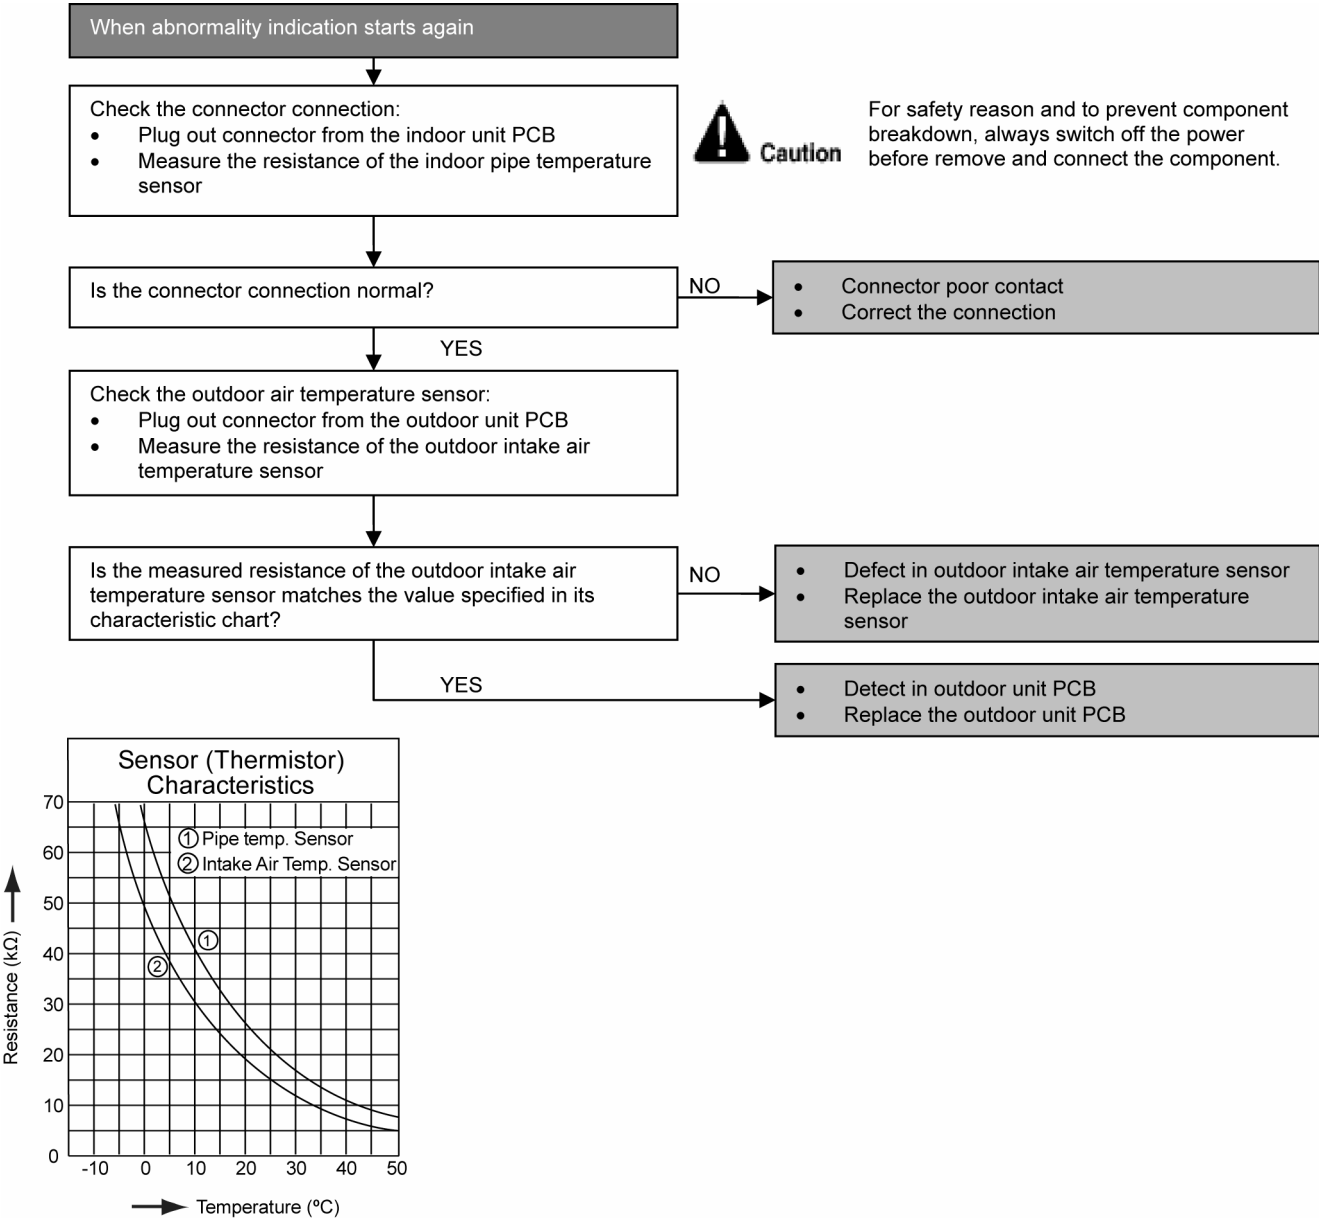 When abnormality indication starts again
Check the connector connection:
• Plug out connector from the indoor unit PCB
• Measure the resistance of the indoor pipe temperature
sensor
Caution
For safety reason and to prevent component
breakdown, always switch off the power
before remove and connect the component.
Is the connector connection normal?
NO
• Connector poor contact
• Correct the connection
YES
Check the outdoor air temperature sensor:
• Plug out connector from the outdoor unit PCB
• Measure the resistance of the outdoor intake air
temperature sensor
Is the measured resistance of the outdoor intake air
temperature sensor matches the value specified in its
characteristic chart?
NO
• Defect in outdoor intake air temperature sensor
• Replace the outdoor intake air temperature
sensor
YES
• Detect in outdoor unit PCB
• Replace the outdoor unit PCB
Sensor (Thermistor)
Characteristics
① Pipe temp. Sensor
② Intake Air Temp. Sensor
①
②
70
60
50
40
30
20
10
0
Resistance (kΩ)
-10 0 10 20 30 40 50
Temperature (ºC)